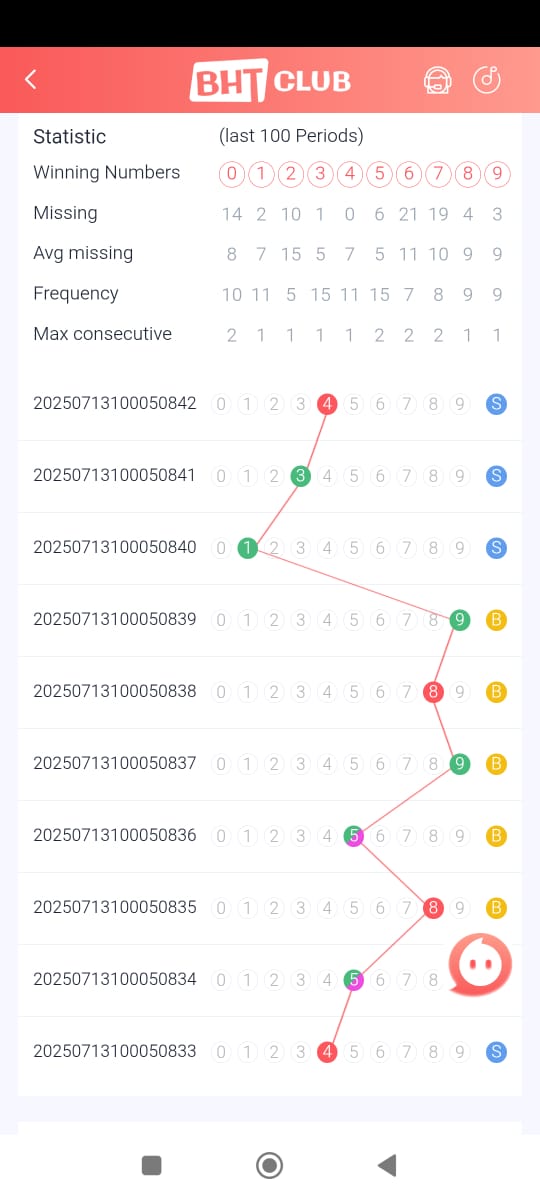 BHT CLUB
Statistic (last 100 Periods)
Winning Numbers 0 1 2 3 4 5 6 7 8 9
Missing 14 2 10 1 0 6 21 19 4 3
Avg missing 8 7 15 5 7 5 11 10 9 9
Frequency 10 11 5 15 11 15 7 8 9 9
Max consecutive 2 1 1 1 1 2 2 2 1 1
20250713100050842 0 1 2 3 4 5 6 7 8 9 S
20250713100050841 0 1 2 3 4 5 6 7 8 9 S
20250713100050840 0 1 2 3 4 5 6 7 8 9 S
20250713100050839 0 1 2 3 4 5 6 7 8 9 B
20250713100050838 0 1 2 3 4 5 6 7 8 9 B
20250713100050837 0 1 2 3 4 5 6 7 8 9 B
20250713100050836 0 1 2 3 4 5 6 7 8 9 B
20250713100050835 0 1 2 3 4 5 6 7 8 9 B
20250713100050834 0 1 2 3 4 5 6 7 8
20250713100050833 0 1 2 3 4 5 6 7 8 9 S